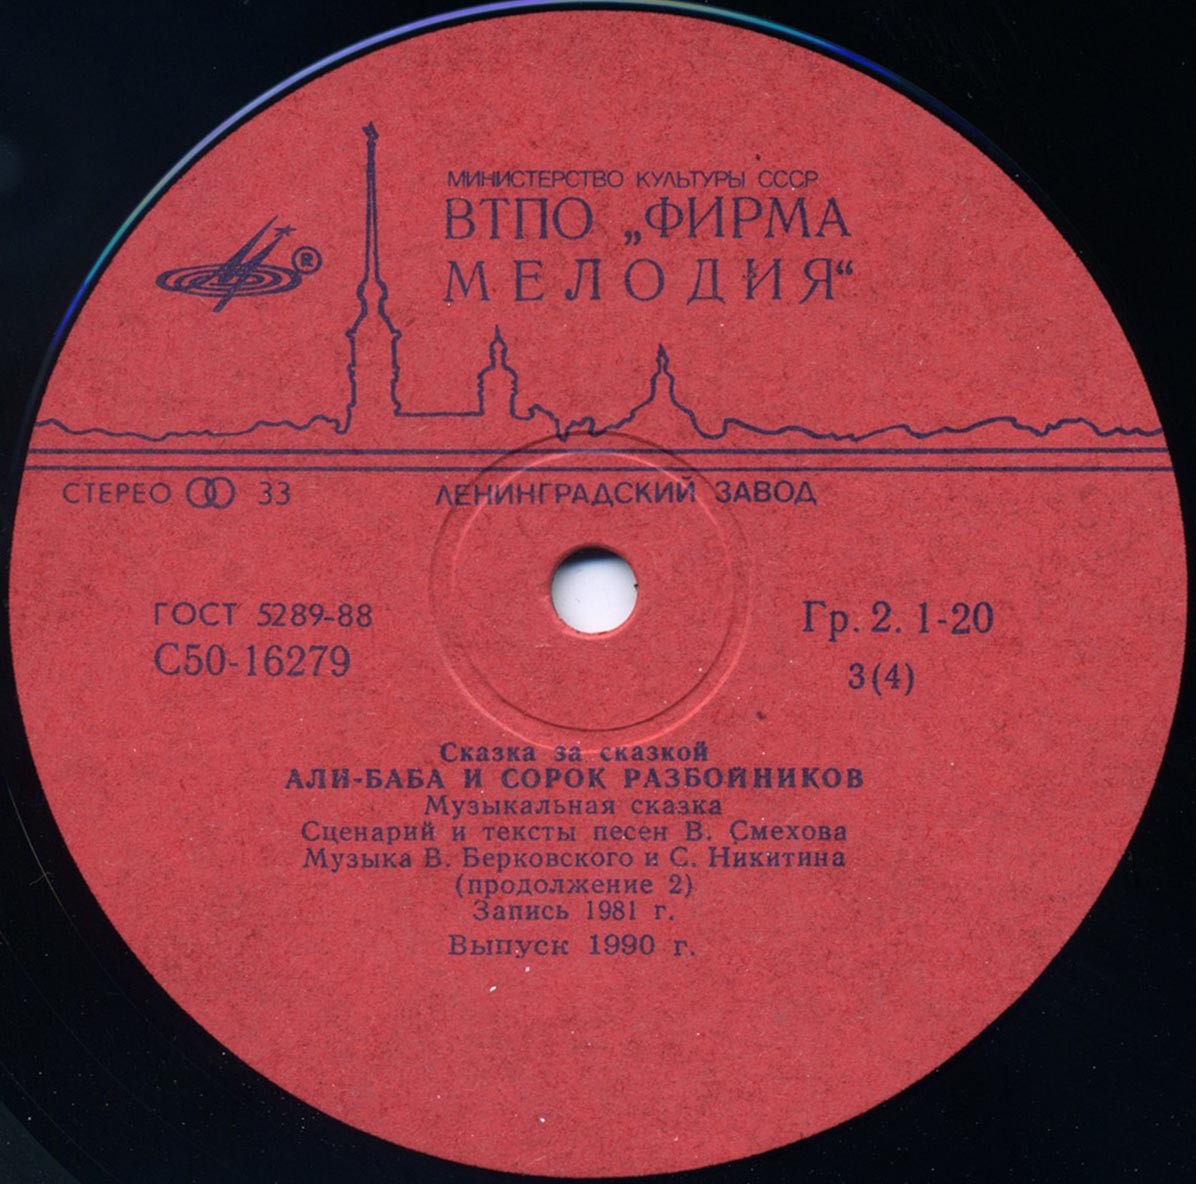 МИНИСТЕРСТВО КУЛЬТУРЫ СССР
ВТПО „ФИРМА
МЕЛОДИЯ“
®
СТЕРЕО 33
ЛЕНИНГРАДСКИЙ ЗАВОД
ГОСТ 5289-88
С50-16279
Гр. 2. 1-20
3(4)
Сказка за сказкой
АЛИ-БАБА И СОРОК РАЗБОЙНИКОВ
Музыкальная сказка
Сценарий и тексты песен В. Смехова
Музыка В. Берковского и С. Никитина
(продолжение 2)
Запись 1981 г.
Выпуск 1990 г.